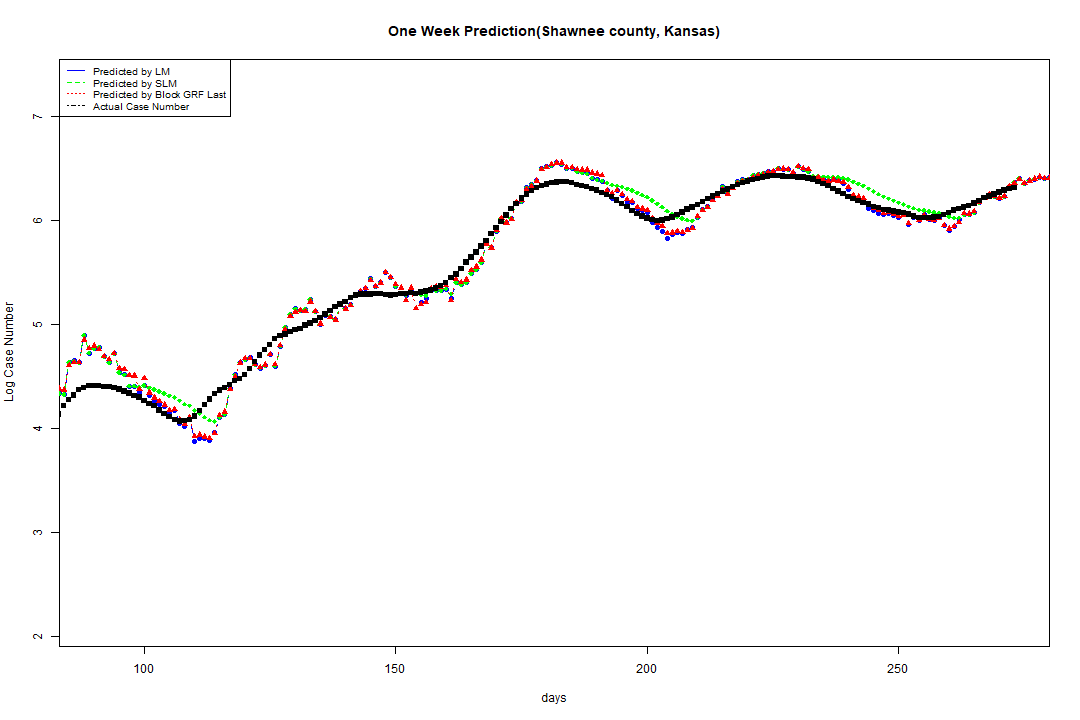 One Week Prediction(Shawnee county, Kansas)
Predicted by LM
Predicted by SLM
Predicted by Block GRF Last
Actual Case Number
7
6
5
4
3
2
Log Case Number
100 150 200 250
days